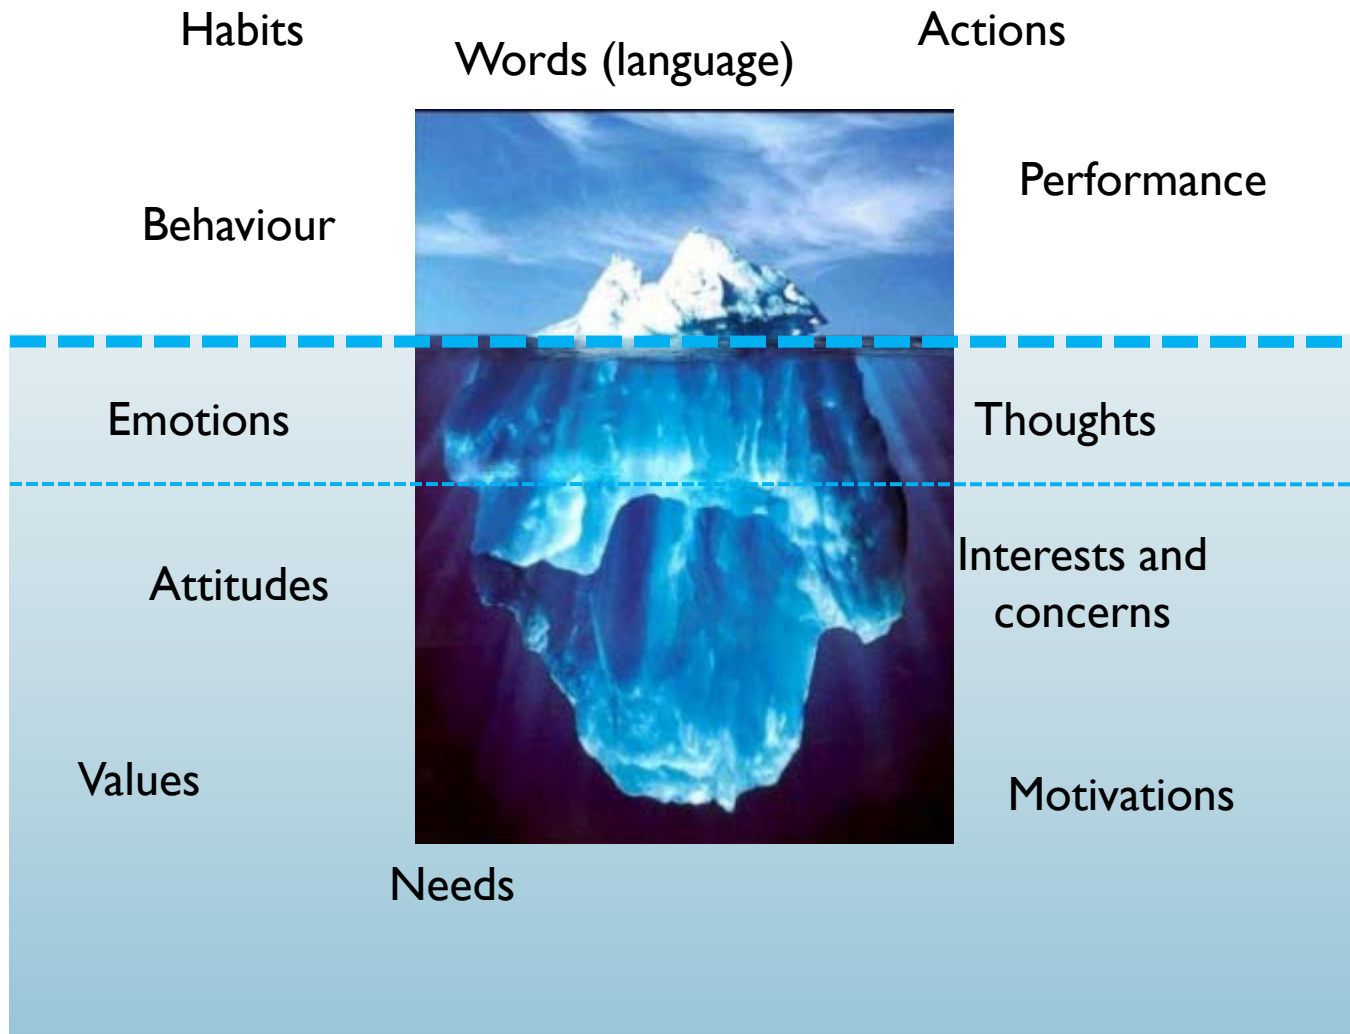 Habits
Actions
Words (language)
Performance
Behaviour
Emotions
Thoughts
Interests and
concerns
Attitudes
Values
Motivations
Needs